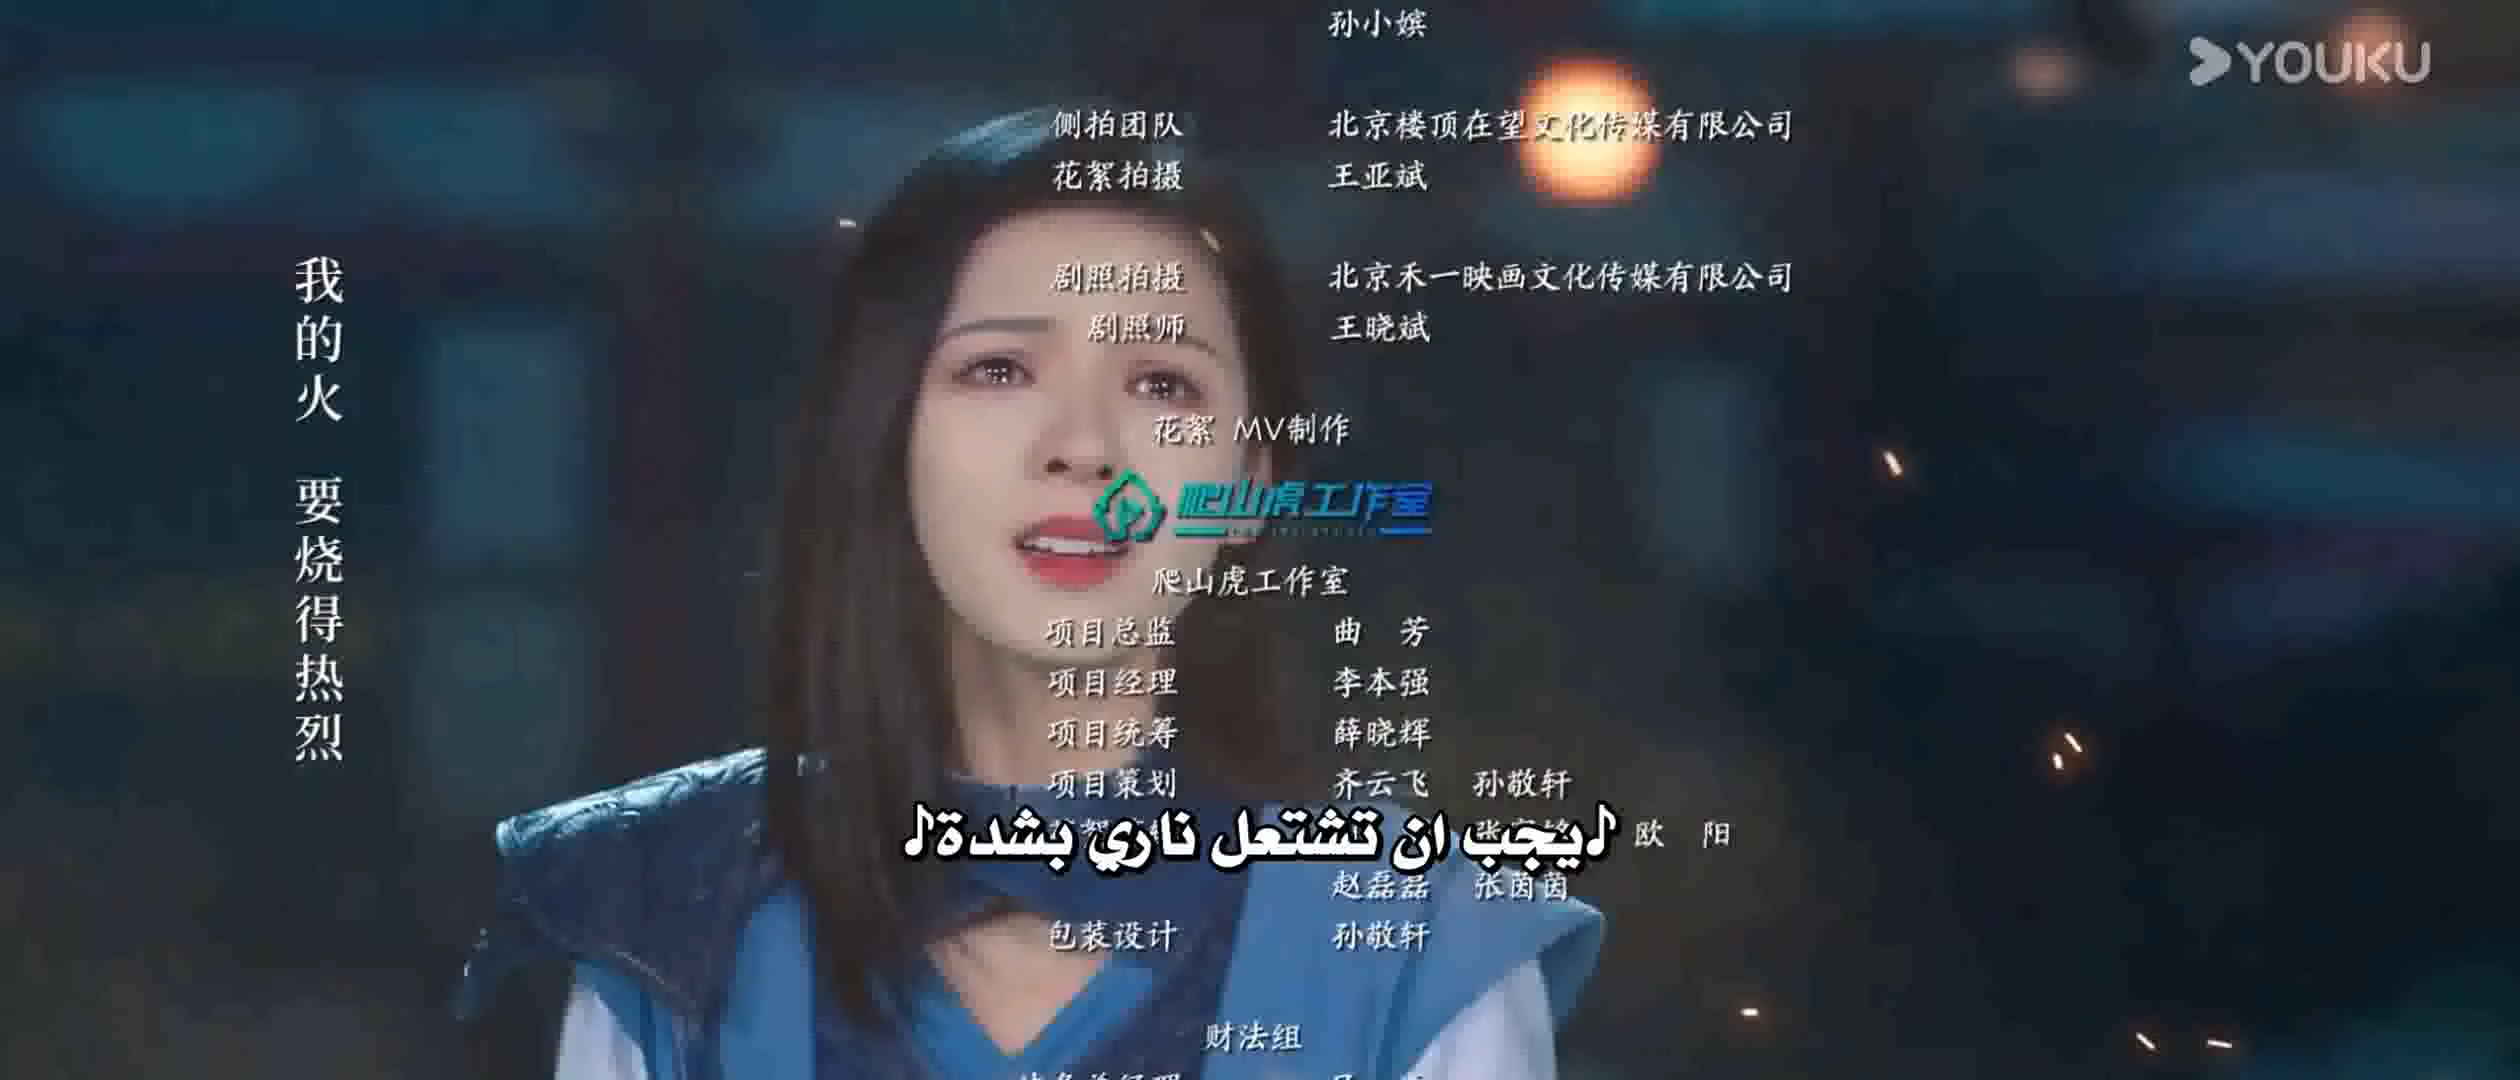 孙小嫔
YOUKU
侧拍团队 北京楼顶在望文化传媒有限公司
花絮拍摄 王亚斌
剧照拍摄 北京禾一映画文化传媒有限公司
剧照师 王晓斌
我的火 要烧得热烈
花絮 MV制作
爬山虎工作室
爬山虎工作室
项目总监 曲 芳
项目经理 李本强
项目统筹 薛晓辉
项目策划 齐云飞 孙敬轩
欧 阳
♪يجب ان تشتعل ناري بشدة♪
赵磊磊 张茵茵
包装设计 孙敬轩
财法组